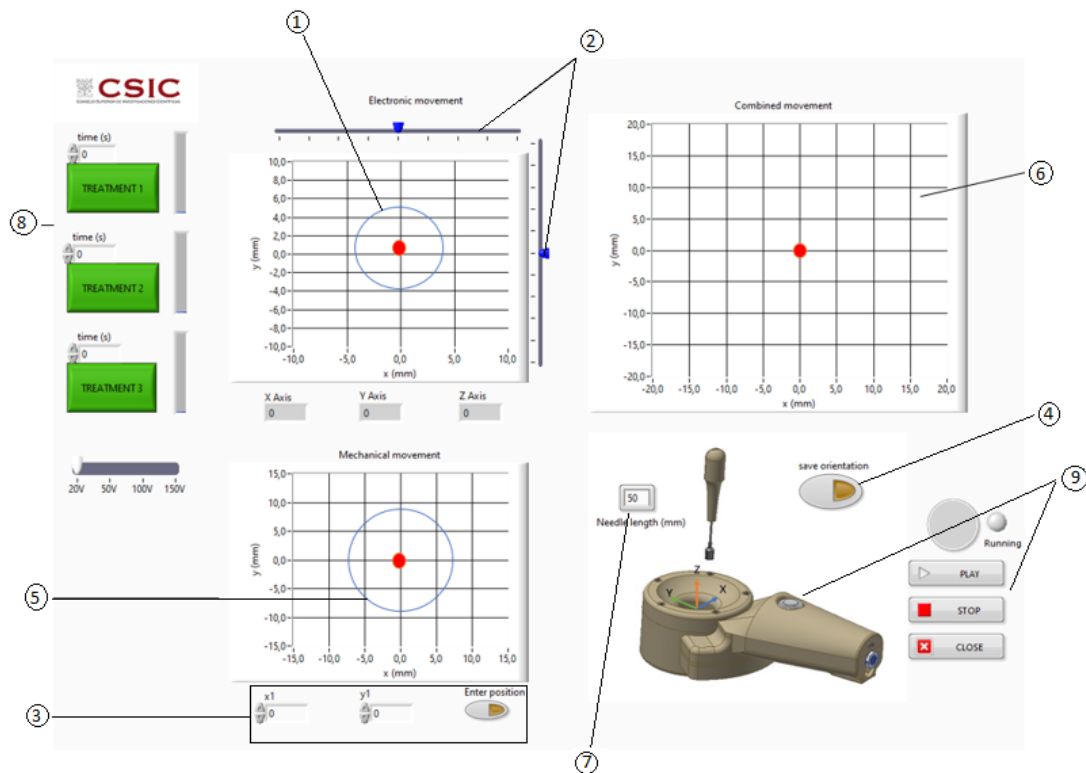 1
2
CSIC
CONSEJO SUPERIOR DE INVESTIGACIONES CIENTÍFICAS
Electronic movement
Combined movement
time (s)
0
TREATMENT 1
8
time (s)
0
TREATMENT 2
time (s)
0
TREATMENT 3
20V 50V 100V 150V
10,0
8,0
6,0
4,0
2,0
0,0
-2,0
-4,0
-6,0
-8,0
-10,0
y (mm)
-10,0 -5,0 0,0 5,0 10,0
x (mm)
X Axis Y Axis Z Axis
0 0 0
20,0
15,0
10,0
5,0
0,0
-5,0
-10,0
-15,0
-20,0
y (mm)
-20,0 -15,0 -10,0 -5,0 0,0 5,0 10,0 15,0 20,0
x (mm)
6
Mechanical movement
15,0
10,0
5,0
0,0
-5,0
-10,0
-15,0
y (mm)
-15,0 -10,0 -5,0 0,0 5,0 10,0 15,0
x (mm)
5
3
x1 y1 Enter position
0 0
4
save orientation
50
Needle length (mm)
Z
Y X
9
Running
PLAY
STOP
CLOSE
7